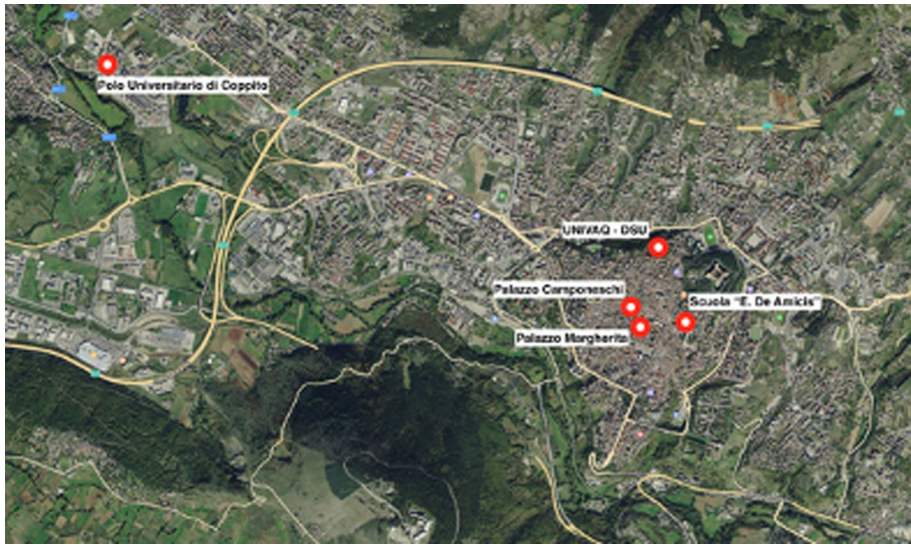 Polo Universitario di Coppito
UNIVAQ - DSU
Palazzo Camponeschi
Scuola "E. De Amicis"
Palazzo Margherita